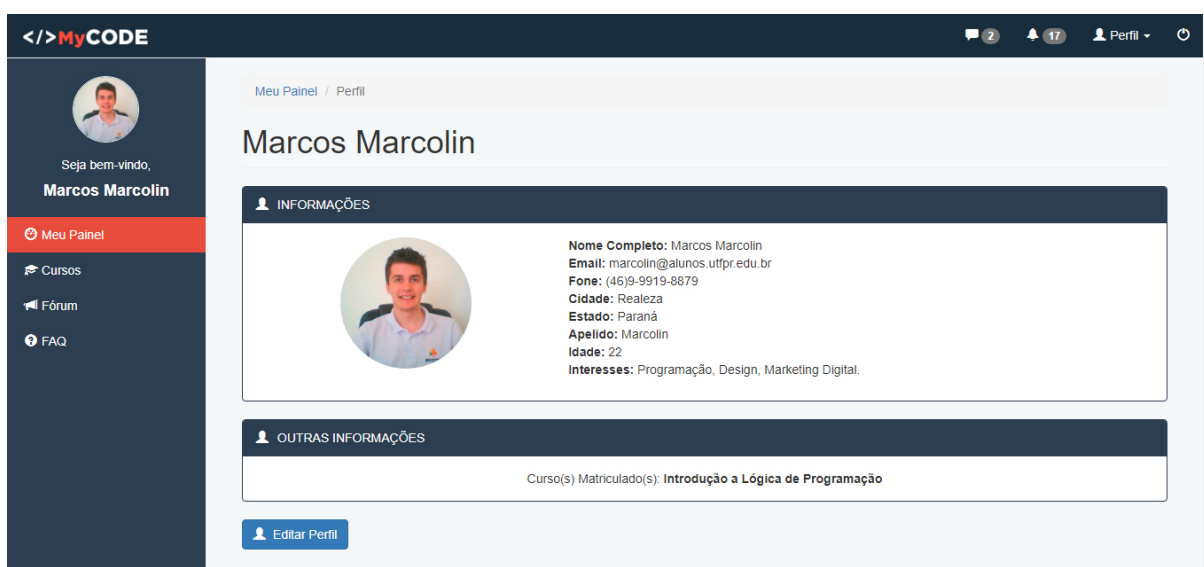 </>MyCODE
2
17
Perfil
Seja bem-vindo,
Marcos Marcolin
Meu Painel
Cursos
Fórum
FAQ
Meu Painel / Perfil
Marcos Marcolin
INFORMAÇÕES
Nome Completo: Marcos Marcolin
Email: marcolin@alunos.utfpr.edu.br
Fone: (46)9-9919-8879
Cidade: Realeza
Estado: Paraná
Apelido: Marcolin
Idade: 22
Interesses: Programação, Design, Marketing Digital.
OUTRAS INFORMAÇÕES
Curso(s) Matriculado(s): Introdução a Lógica de Programação
Editar Perfil